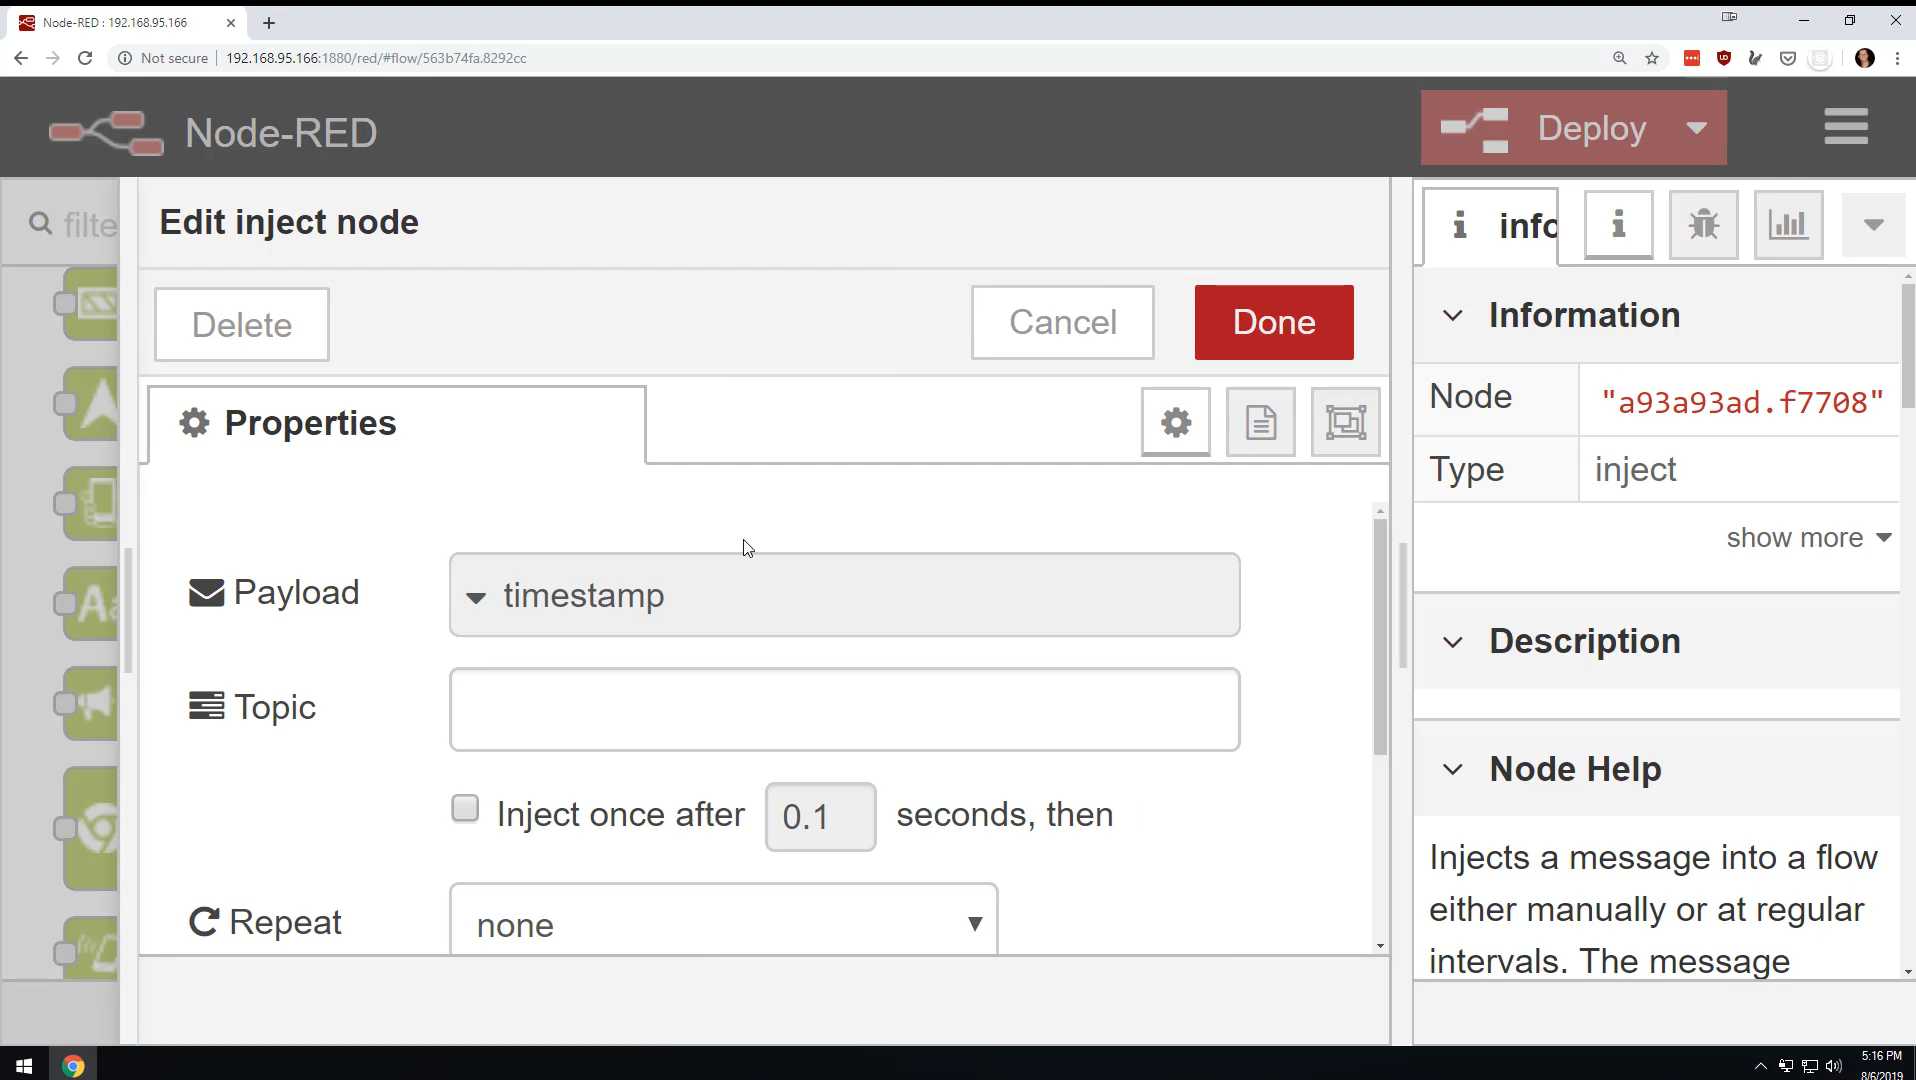 Node-RED : 192.168.95.166
Not secure
192.168.95.166:1880/red/#flow/563b74fa.8292cc
Node-RED
Deploy
filte
Edit inject node
info
Delete
Cancel
Done
Information
Properties
Node
"a93a93ad.f7708"
Type
inject
show more
Payload
timestamp
Description
Topic
Node Help
Inject once after
0.1
seconds, then
Injects a message into a flow
either manually or at regular
Repeat
none
intervals. The message
5:16 PM
8/6/2019